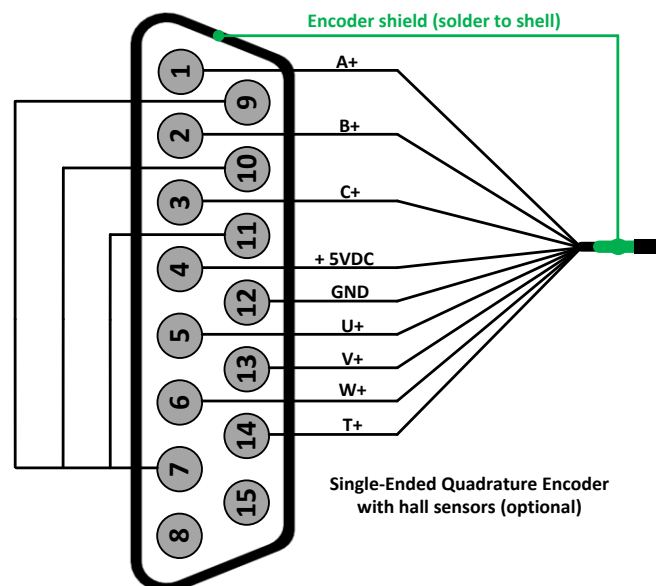 Encoder shield (solder to shell)
1
A+
9
2
B+
10
3
C+
11
4
+ 5VDC
12
GND
5
U+
13
V+
6
W+
14
T+
7
15
8
Single-Ended Quadrature Encoder
with hall sensors (optional)